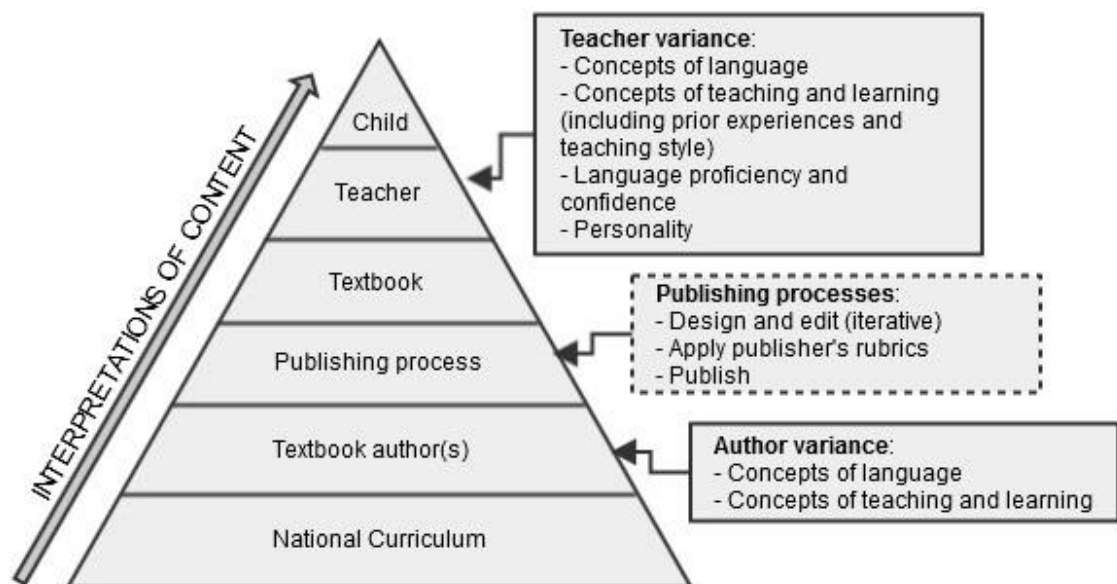 INTERPRETATIONS OF CONTENT
Child
Teacher
Textbook
Publishing process
Textbook author(s)
National Curriculum
Teacher variance:
- Concepts of language
- Concepts of teaching and learning
(including prior experiences and
teaching style)
- Language proficiency and
confidence
- Personality
Publishing processes:
- Design and edit (iterative)
- Apply publisher's rubrics
- Publish
Author variance:
- Concepts of language
- Concepts of teaching and learning